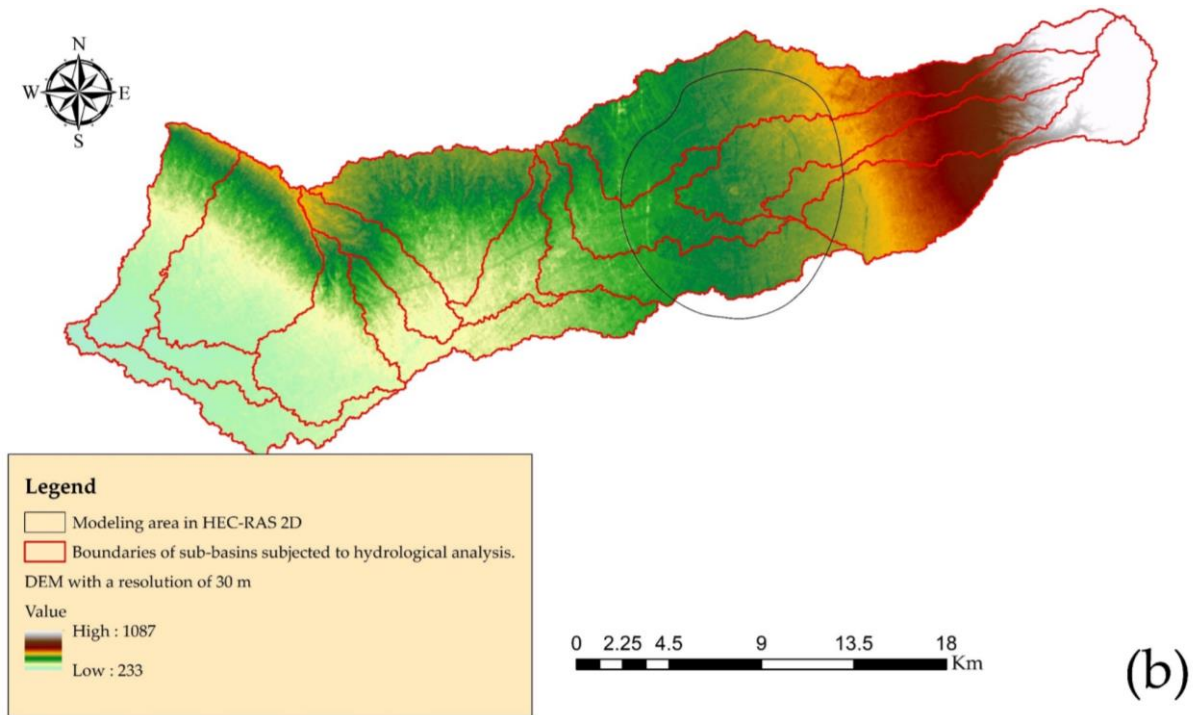 N
W E
S
Legend
Modeling area in HEC-RAS 2D
Boundaries of sub-basins subjected to hydrological analysis.
DEM with a resolution of 30 m
Value
High : 1087
Low : 233
0 2.25 4.5 9 13.5 18
Km
(b)